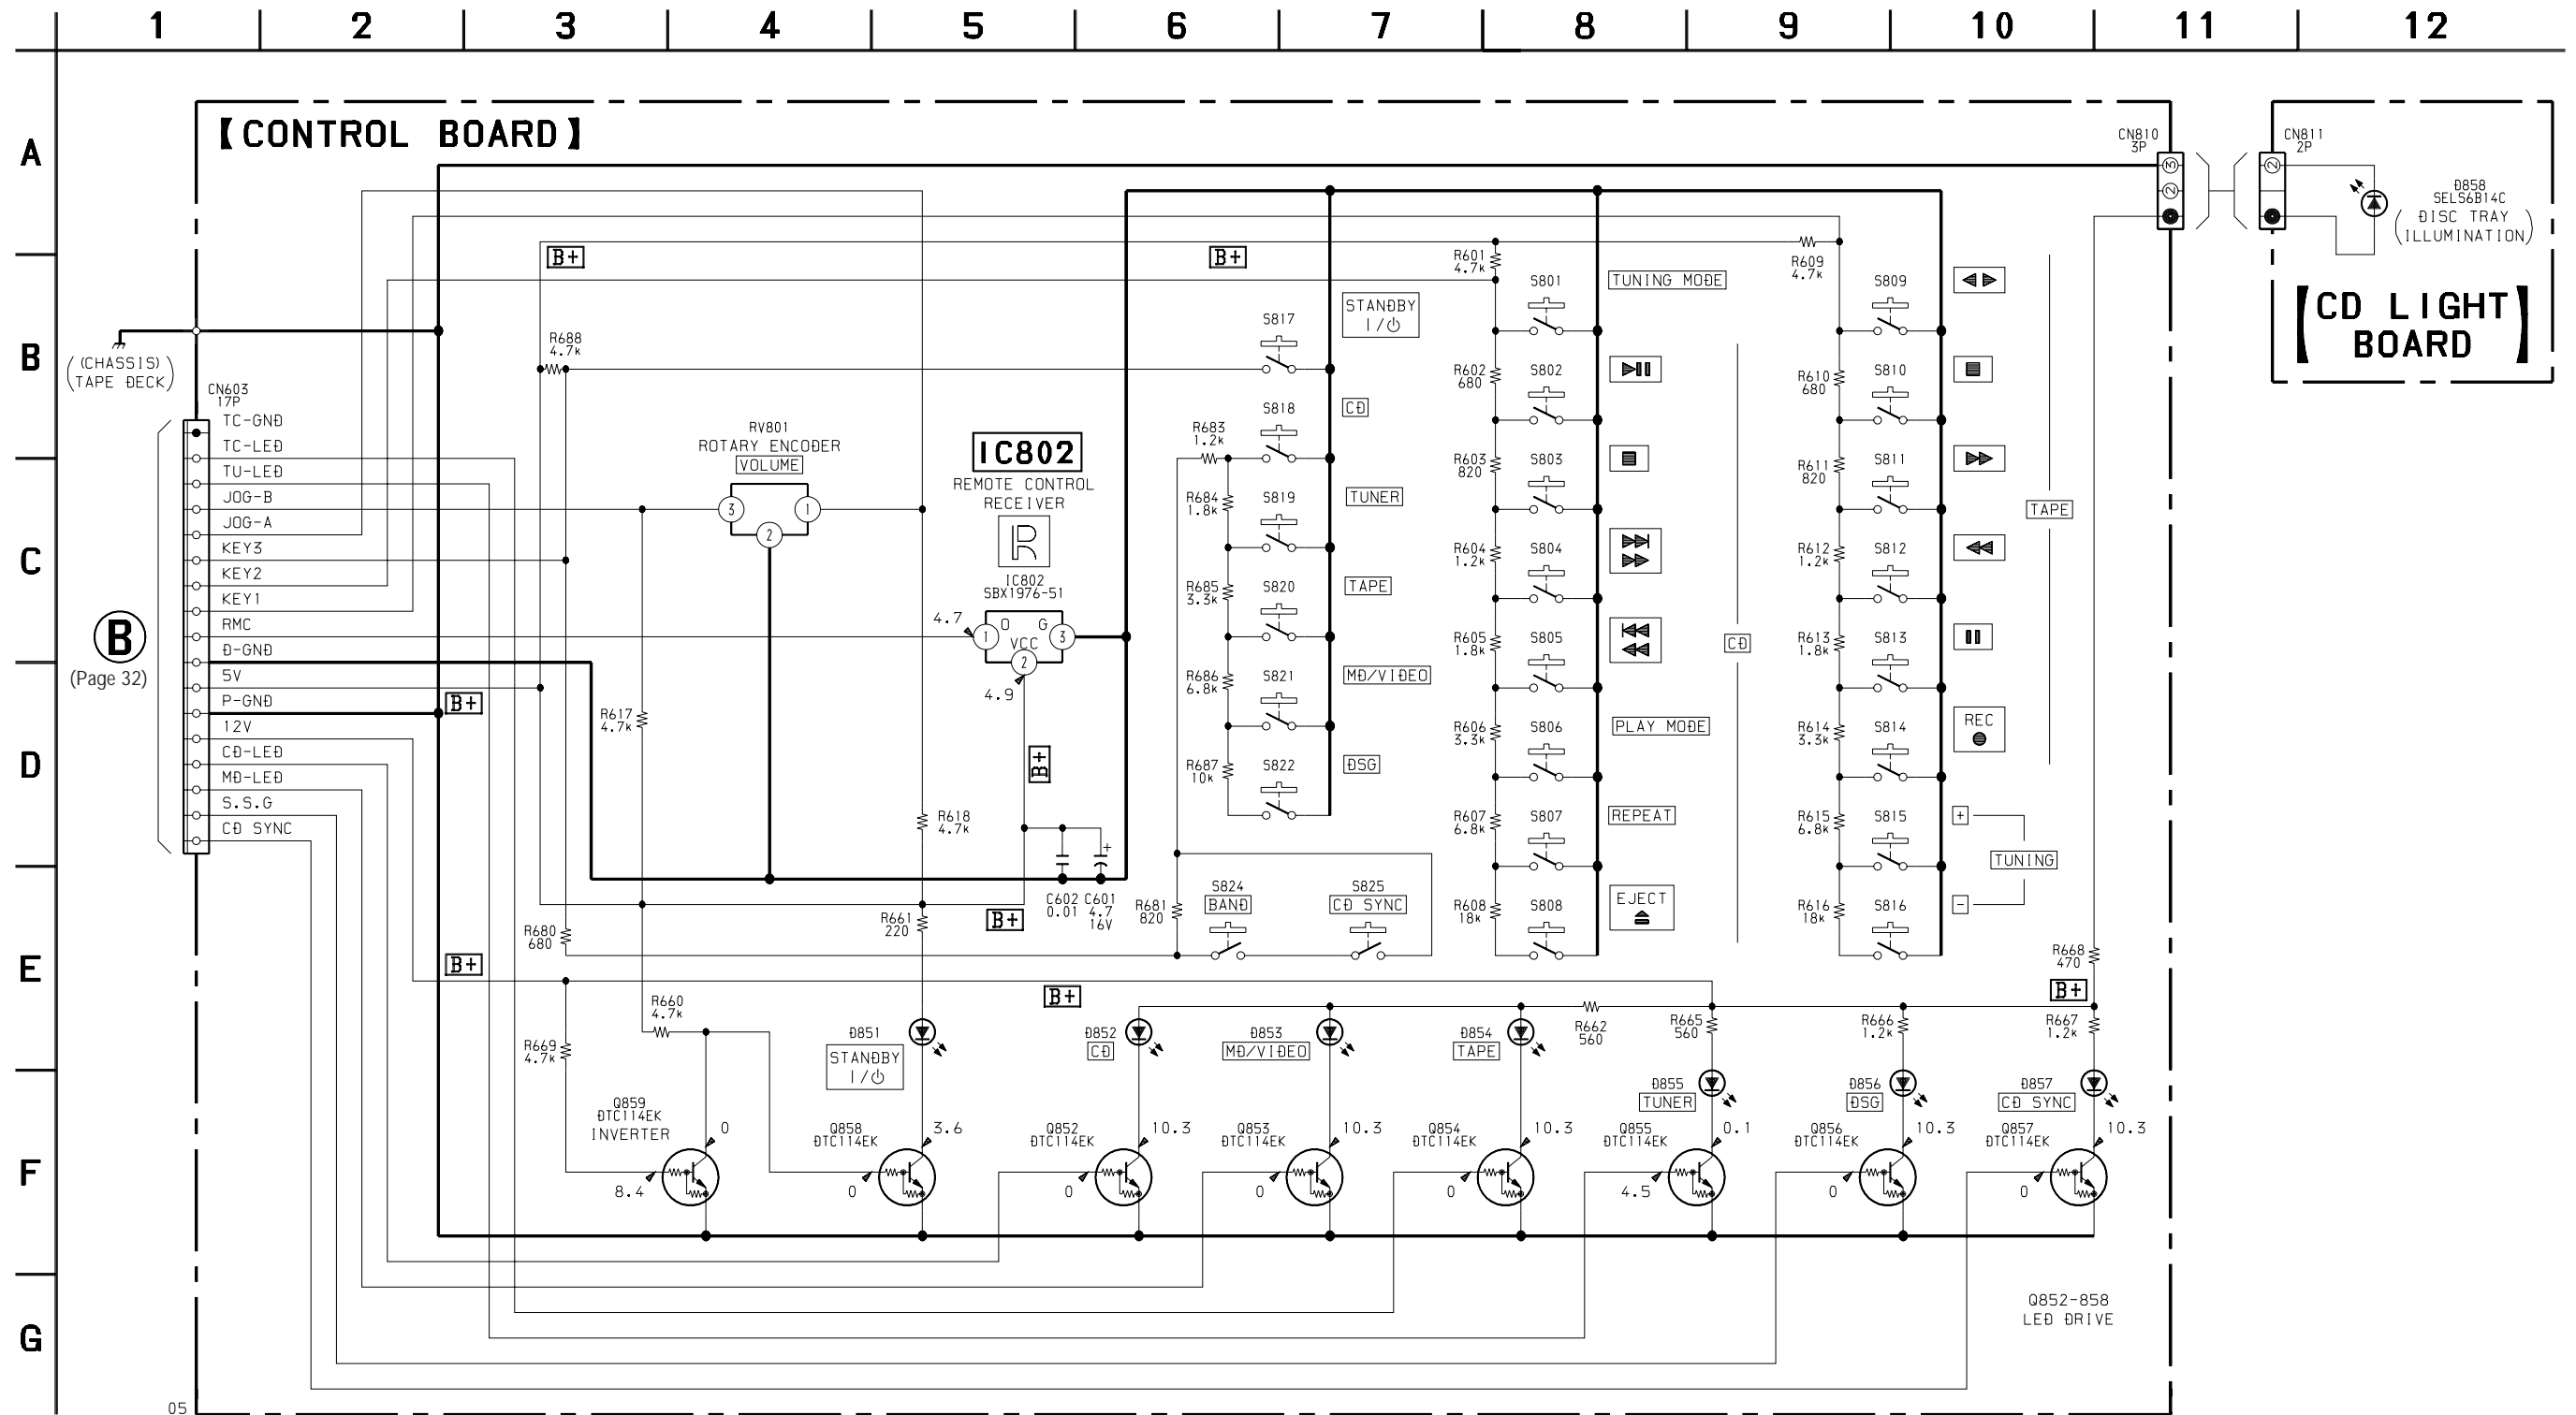 1 2 3 4 5 6 7 8 9 10 11 12
A
B
C
D
E
F
G
【CONTROL BOARD】
CN810
3P
3
2
CN811
2P
2
D858
SELS6B14C
(DISC TRAY
ILLUMINATION)
【CD LIGHT
BOARD】
B+
B+
(CHASSIS)
TAPE DECK
CN603
17P
TC-GND
TC-LED
TU-LED
JOG-B
JOG-A
KEY3
KEY2
KEY1
RMC
D-GND
5V
P-GND
12V
CD-LED
MD-LED
S.S.G
CD SYNC
B
(Page 32)
B+
R688
4.7k
R617
4.7k
RV801
ROTARY ENCODER
VOLUME
3
1
2
IC802
REMOTE CONTROL
RECEIVER
R
IC802
SBX1976-51
4.7
1
O
G
3
VCC
2
4.9
B+
R618
4.7k
C602
0.01
C601
4.7
16V
+
B+
R661
220
R680
680
R681
820
S824
BAND
S825
CD SYNC
S817
STANDBY
I/⏻
S818
CD
R683
1.2k
R684
1.8k
S819
TUNER
R685
3.3k
S820
TAPE
R686
6.8k
S821
MD/VIDEO
R687
10k
S822
DSG
R601
4.7k
S801
TUNING MODE
R602
680
S802
R603
820
S803
R604
1.2k
S804
R605
1.8k
S805
R606
3.3k
S806
PLAY MODE
R607
6.8k
S807
REPEAT
R608
18k
S808
EJECT
CD
R609
4.7k
S809
R610
680
S810
R611
820
S811
R612
1.2k
S812
R613
1.8k
S813
R614
3.3k
S814
REC
R615
6.8k
S815
+
R616
18k
S816
-
TAPE
TUNING
R668
470
B+
B+
B+
R660
4.7k
R669
4.7k
D851
STANDBY
I/⏻
D852
CD
D853
MD/VIDEO
D854
TAPE
R662
560
R665
560
R666
1.2k
R667
1.2k
D855
TUNER
D856
DSG
D857
CD SYNC
Q859
DTC114EK
INVERTER
0
8.4
Q858
DTC114EK
3.6
0
Q852
DTC114EK
10.3
0
Q853
DTC114EK
10.3
0
Q854
DTC114EK
10.3
0
Q855
DTC114EK
0.1
4.5
Q856
DTC114EK
10.3
0
Q857
DTC114EK
10.3
0
Q852-858
LED DRIVE
05